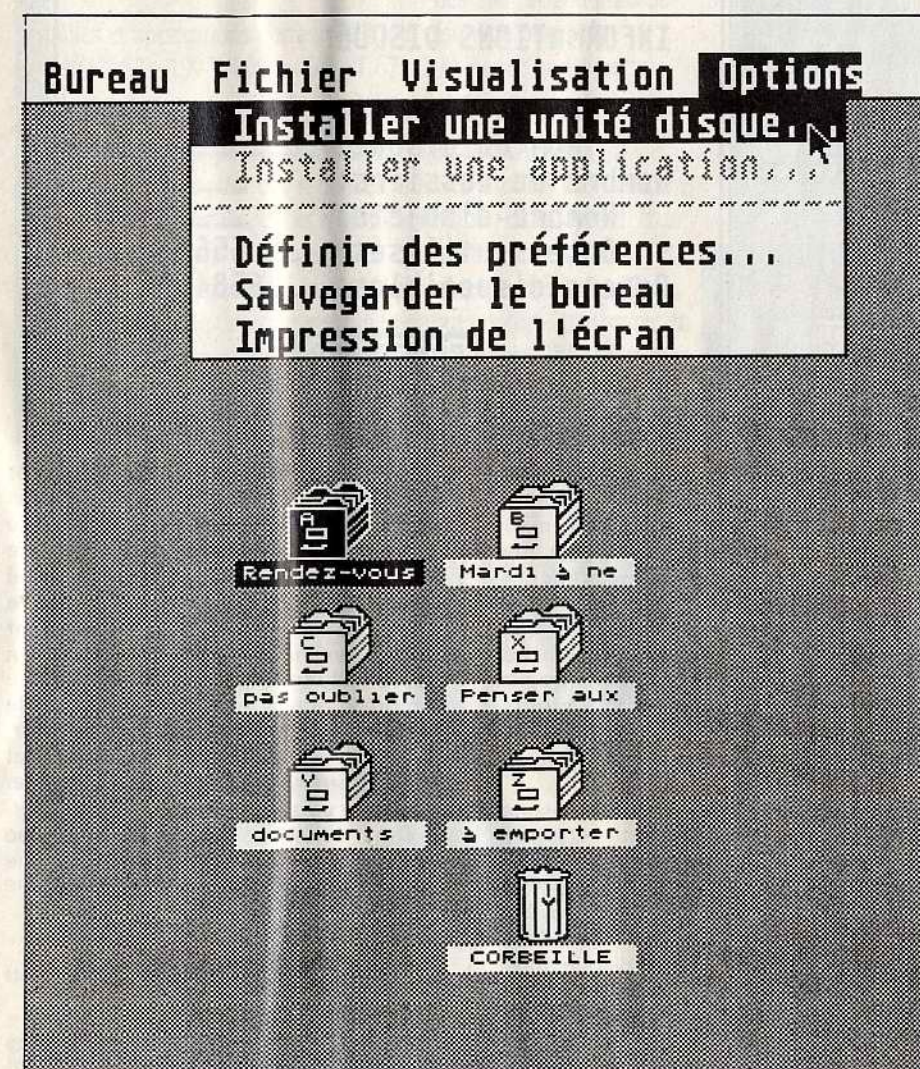 Bureau Fichier Visualisation Options
Installer une unité disque...
Installer une application...
Définir des préférences...
Sauvegarder le bureau
Impression de l'écran
A B
Rendez-vous Mardi à ne
C X
pas oublier Penser aux
Y Z
documents à emporter
CORBEILLE